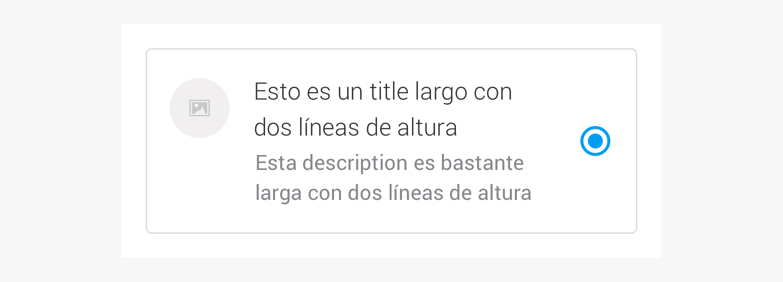 Esto es un title largo con
dos líneas de altura
Esta description es bastante
larga con dos líneas de altura